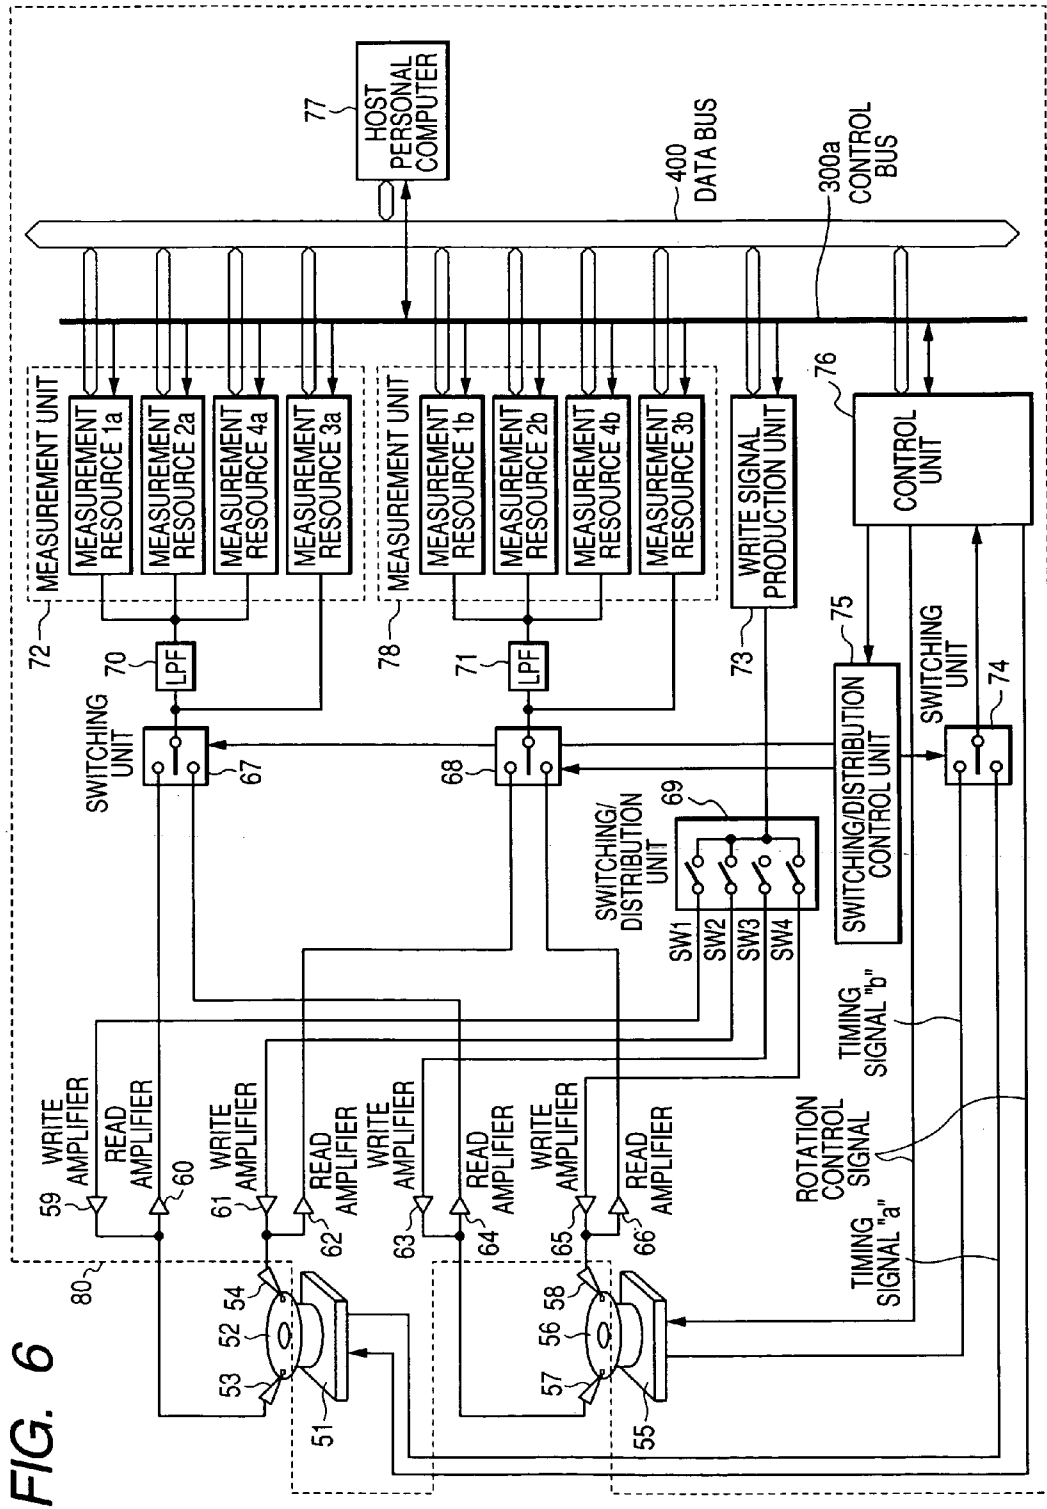 FIG. 6
77
HOST
PERSONAL
COMPUTER
400
DATA BUS
300a
CONTROL
BUS
72
MEASUREMENT UNIT
MEASUREMENT
RESOURCE 1a
MEASUREMENT
RESOURCE 2a
MEASUREMENT
RESOURCE 4a
MEASUREMENT
RESOURCE 3a
78
MEASUREMENT UNIT
MEASUREMENT
RESOURCE 1b
MEASUREMENT
RESOURCE 2b
MEASUREMENT
RESOURCE 4b
MEASUREMENT
RESOURCE 3b
73
WRITE SIGNAL
PRODUCTION UNIT
76
CONTROL
UNIT
70
LPF
71
LPF
SWITCHING
UNIT
67
68
SWITCHING/
DISTRIBUTION
UNIT
69
SW1
SW2
SW3
SW4
75
SWITCHING/DISTRIBUTION
CONTROL UNIT
SWITCHING
UNIT
74
59
WRITE
AMPLIFIER
READ
AMPLIFIER
60
61
WRITE
AMPLIFIER
62
READ
AMPLIFIER
63
WRITE
AMPLIFIER
64
READ
AMPLIFIER
65
WRITE
AMPLIFIER
66
READ
AMPLIFIER
ROTATION
CONTROL
SIGNAL
TIMING
SIGNAL "b"
TIMING
SIGNAL "a"
80
53
52
54
51
57
56
58
55